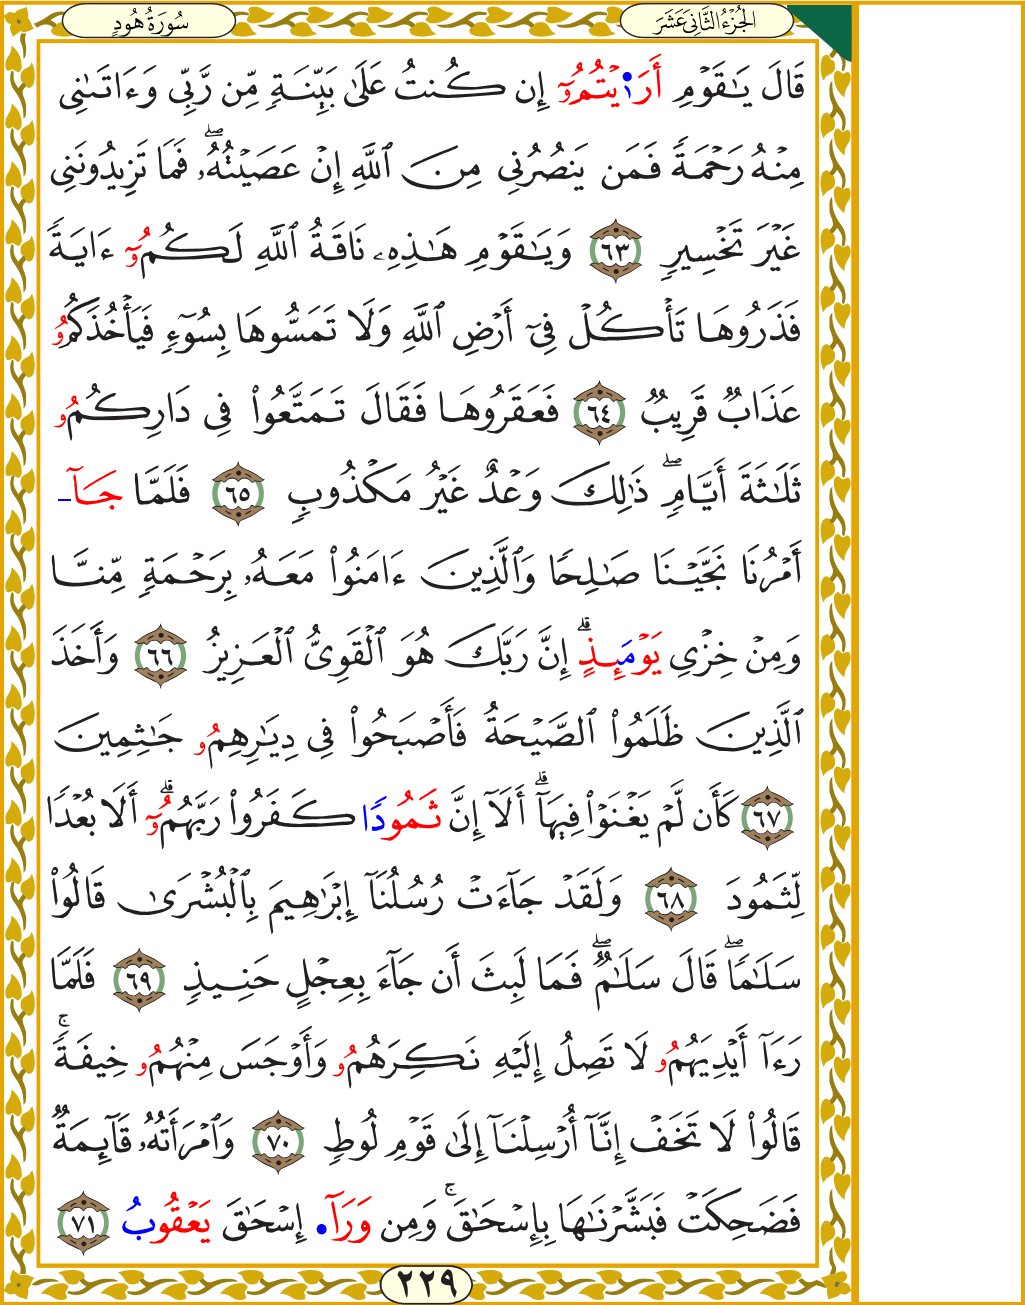 الجُزْءُ الثَّانِيَ عَشَرَ
سُورَةُ هُودٍ
قَالَ يَٰقَوْمِ أَرَٰ۬يْتُمُۥٓ إِن كُنتُ عَلَىٰ بَيِّنَةٍ مِّن رَّبِّى وَءَاتَىٰنِى
مِنْهُ رَحْمَةً فَمَن يَنصُرُنِى مِنَ ٱللَّهِ إِنْ عَصَيْتُهُۥ ۖ فَمَا تَزِيدُونَنِى
غَيْرَ تَخْسِيرٍ ٦٣ وَيَٰقَوْمِ هَٰذِهِۦ نَاقَةُ ٱللَّهِ لَكُمُۥٓ ءَايَةً
فَذَرُوهَا تَأْكُلْ فِىٓ أَرْضِ ٱللَّهِ وَلَا تَمَسُّوهَا بِسُوٓءٍ فَيَأْخُذَكُمُۥ
عَذَابٌ قَرِيبٌ ٦٤ فَعَقَرُوهَا فَقَالَ تَمَتَّعُوا۟ فِى دَارِكُمُۥ
ثَلَٰثَةَ أَيَّامٍ ۖ ذَٰلِكَ وَعْدٌ غَيْرُ مَكْذُوبٍ ٦٥ فَلَمَّا جَآ
أَمْرُنَا نَجَّيْنَا صَٰلِحًا وَٱلَّذِينَ ءَامَنُوا۟ مَعَهُۥ بِرَحْمَةٍ مِّنَّا
وَمِنْ خِزْىِ يَوْمَئِذٍ ۗ إِنَّ رَبَّكَ هُوَ ٱلْقَوِىُّ ٱلْعَزِيزُ ٦٦ وَأَخَذَ
ٱلَّذِينَ ظَلَمُوا۟ ٱلصَّيْحَةُ فَأَصْبَحُوا۟ فِى دِيَٰرِهِمُۥ جَٰثِمِينَ
٦٧ كَأَن لَّمْ يَغْنَوْا۟ فِيهَآ ۗ أَلَآ إِنَّ ثَمُودًا كَفَرُوا۟ رَبَّهُمُۥٓ ۗ أَلَا بُعْدًا
لِّثَمُودَ ٦٨ وَلَقَدْ جَآءَتْ رُسُلُنَآ إِبْرَٰهِيمَ بِٱلْبُشْرَىٰ قَالُوا۟
سَلَٰمًا ۖ قَالَ سَلَٰمٌ ۖ فَمَا لَبِثَ أَن جَآءَ بِعِجْلٍ حَنِيذٍ ٦٩ فَلَمَّا
رَءَآ أَيْدِيَهُمُۥ لَا تَصِلُ إِلَيْهِ نَكِرَهُمُۥ وَأَوْجَسَ مِنْهُمُۥ خِيفَةً ۚ
قَالُوا۟ لَا تَخَفْ إِنَّآ أُرْسِلْنَآ إِلَىٰ قَوْمِ لُوطٍ ٧٠ وَٱمْرَأَتُهُۥ قَآئِمَةٌ
فَضَحِكَتْ فَبَشَّرْنَٰهَا بِإِسْحَٰقَ ۚ وَمِن وَرَآ۬ إِسْحَٰقَ يَعْقُوبُ ٧١
٢٢٩